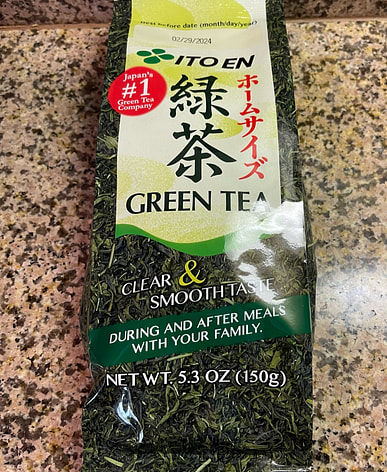 Best before date (month/day/year)
02/29/2024
ITO EN
Japan's
#1
Green Tea
Company
緑茶
ホームサイズ
GREEN TEA
CLEAR &
SMOOTH TASTE
DURING AND AFTER MEALS
WITH YOUR FAMILY.
NET WT. 5.3 OZ (150g)